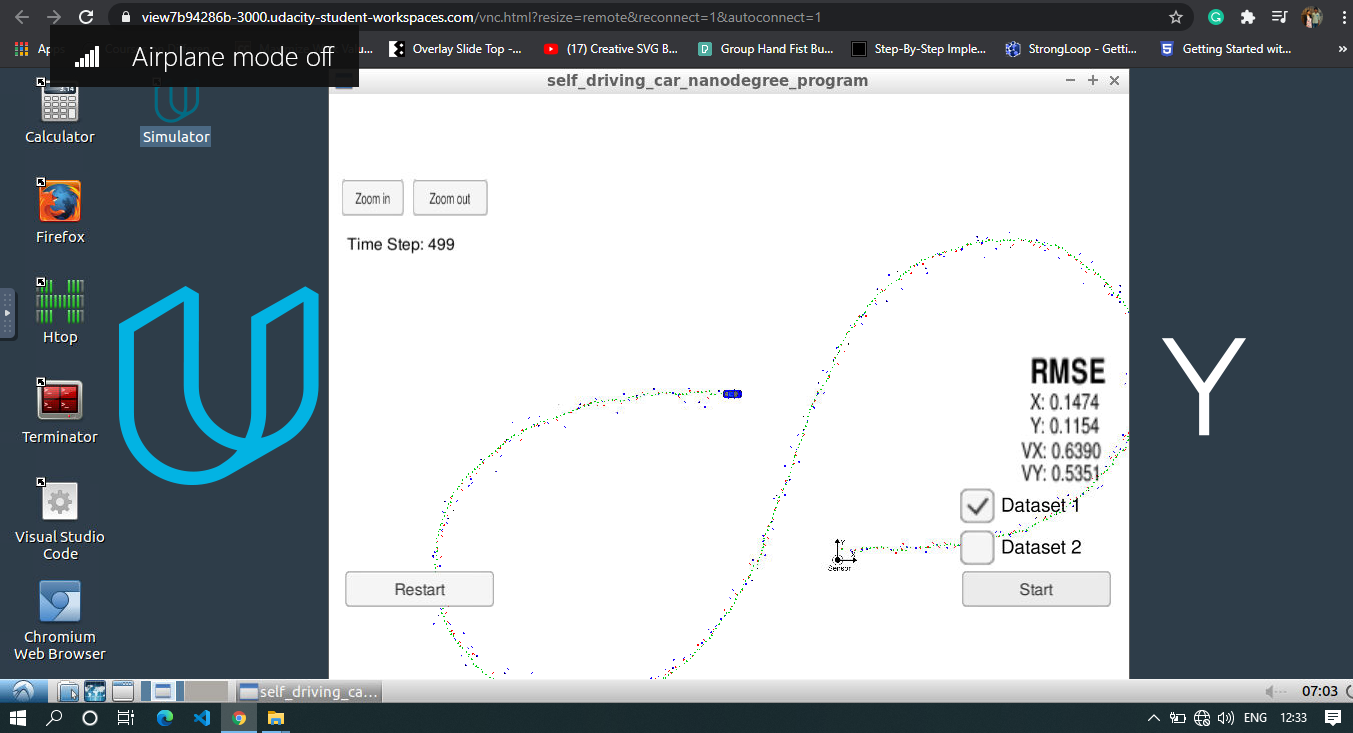 view7b94286b-3000.udacity-student-workspaces.com/vnc.html?resize=remote&reconnect=1&autoconnect=1
Overlay Slide Top -...
(17) Creative SVG B...
Group Hand Fist Bu...
Step-By-Step Imple...
StrongLoop - Getti...
Getting Started wit...
»
Airplane mode off
self_driving_car_nanodegree_program
Calculator
Simulator
Firefox
Htop
Terminator
Visual Studio
Code
Chromium
Web Browser
Zoom in
Zoom out
Time Step: 499
RMSE
X: 0.1474
Y: 0.1154
VX: 0.6390
VY: 0.5351
Dataset 1
Dataset 2
Y
Sensor
Restart
Start
Y
self_driving_ca...
07:03
ENG
12:33